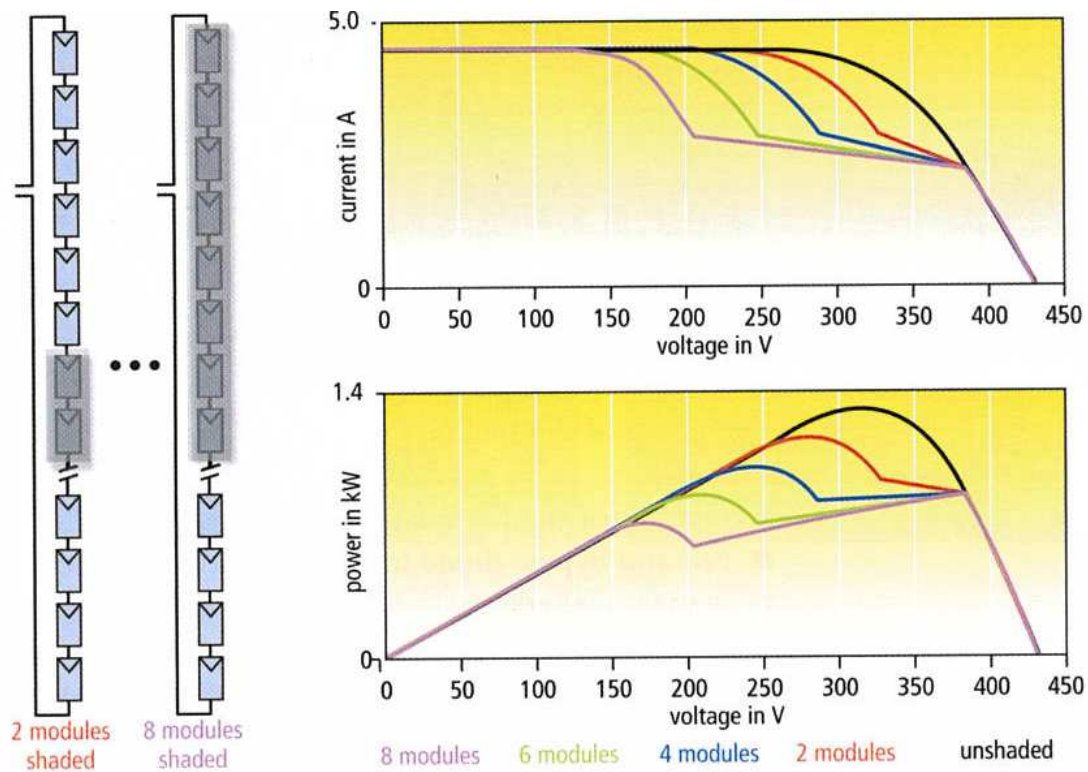 5.0
current in A
0
0 50 100 150 200 250 300 350 400 450
voltage in V
1.4
power in kW
0
0 50 100 150 200 250 300 350 400 450
voltage in V
2 modules
shaded
8 modules
shaded
8 modules 6 modules 4 modules 2 modules unshaded